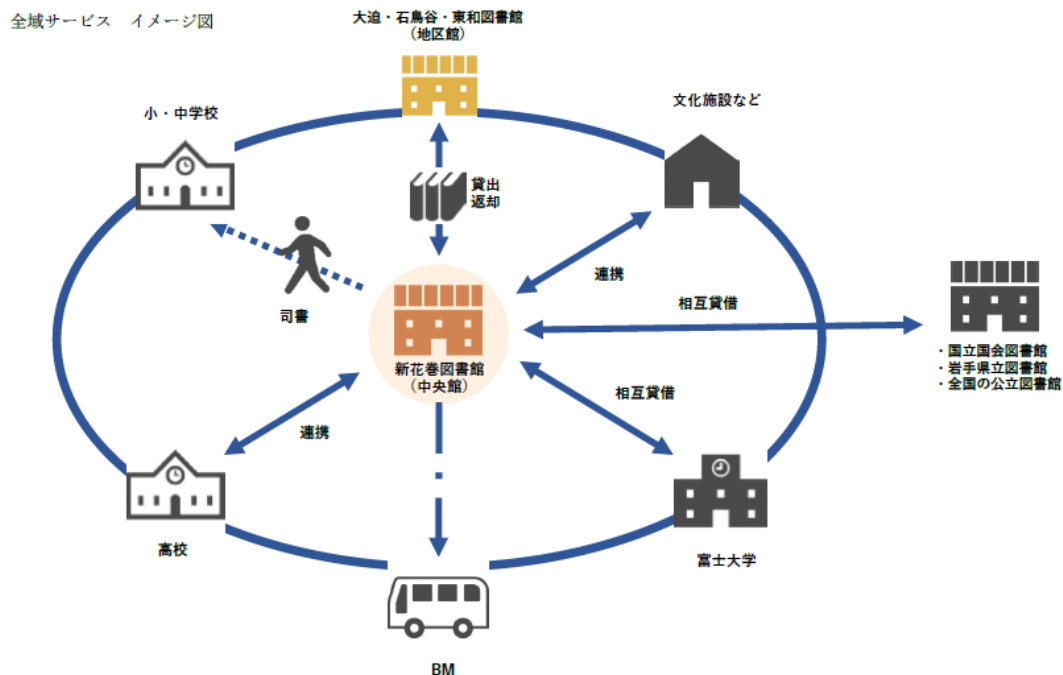 全域サービス　イメージ図
大迫・石鳥谷・東和図書館
（地区館）
小・中学校
文化施設など
貸出
返却
司書
連携
相互貸借
新花巻図書館
（中央館）
・国立国会図書館
・岩手県立図書館
・全国の公立図書館
相互貸借
連携
高校
富士大学
BM